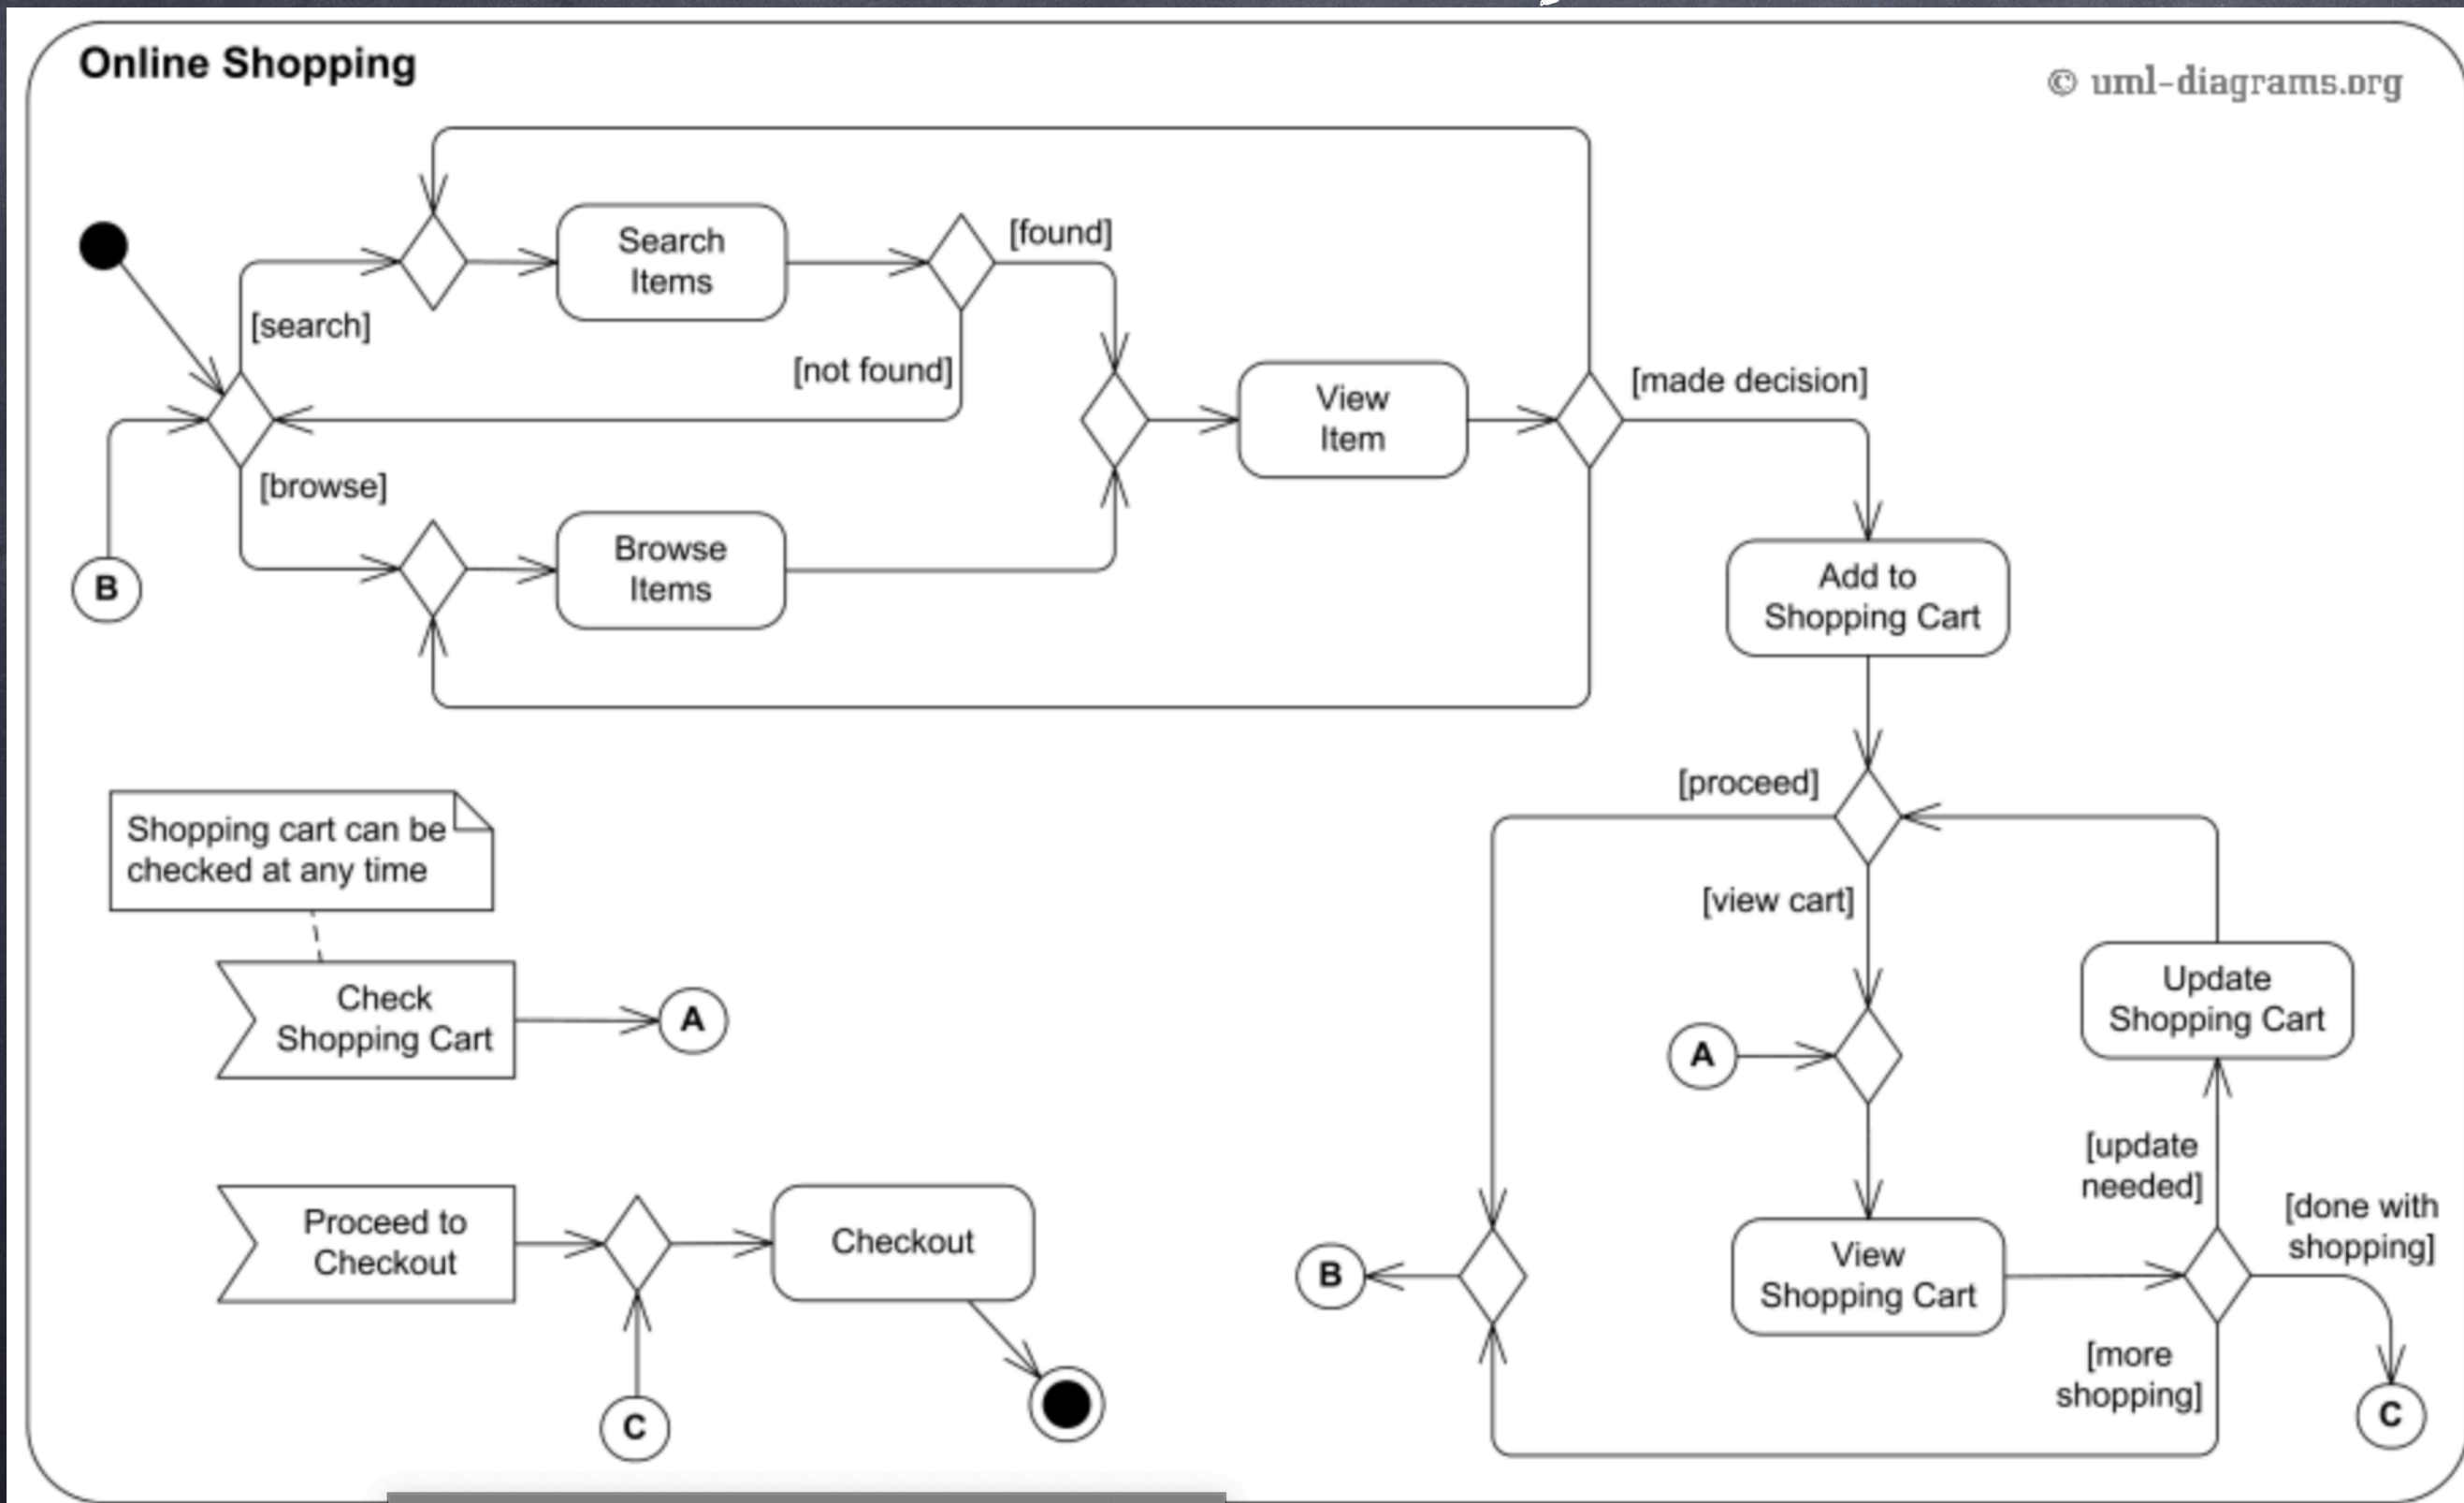 Online Shopping
© uml-diagrams.org
[search]
Search
Items
[found]
[not found]
[browse]
B
Browse
Items
View
Item
[made decision]
Add to
Shopping Cart
[proceed]
[view cart]
Shopping cart can be
checked at any time
Check
Shopping Cart
A
A
Update
Shopping Cart
[update
needed]
[done with
shopping]
Proceed to
Checkout
Checkout
B
View
Shopping Cart
[more
shopping]
C
C